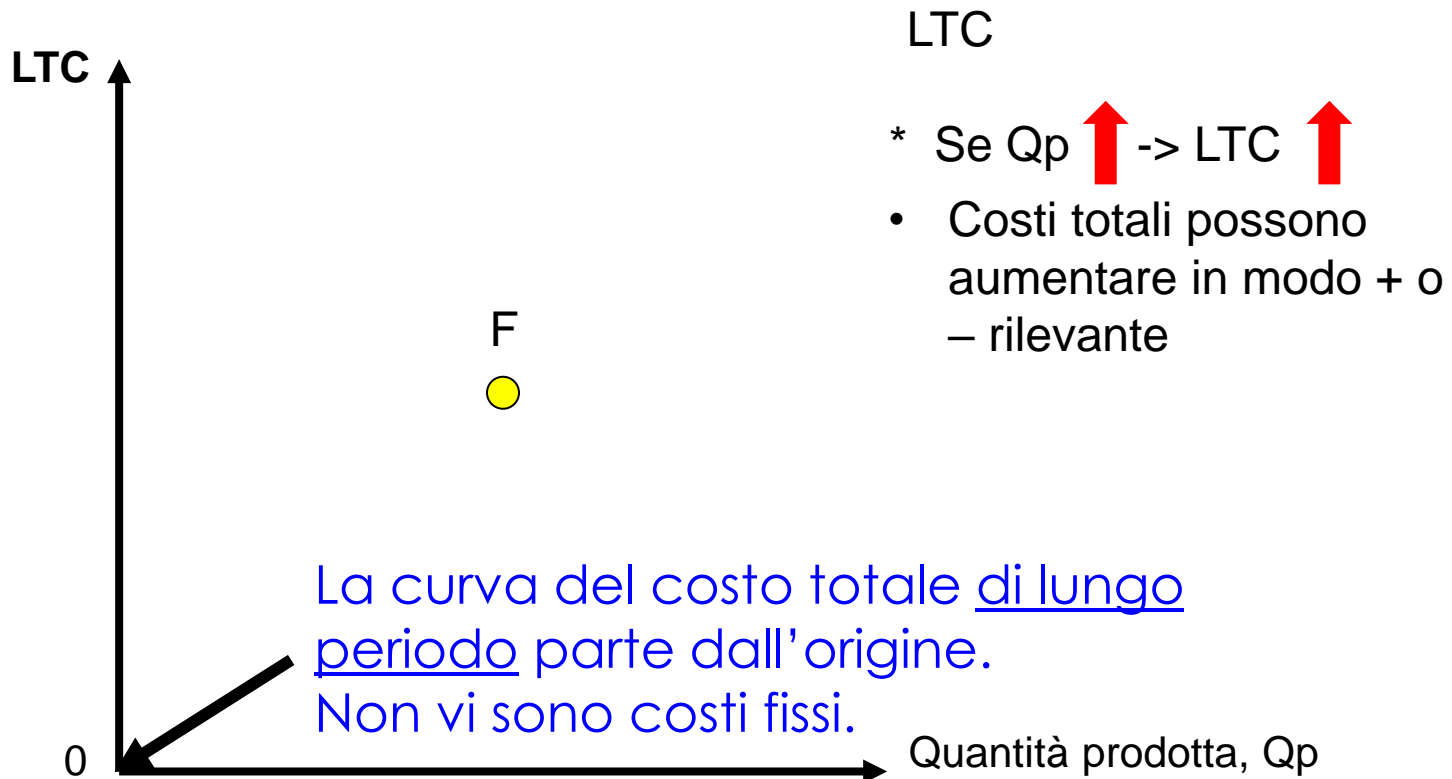 LTC
LTC
* Se Qp -> LTC
• Costi totali possono
aumentare in modo + o
– rilevante
F
La curva del costo totale di lungo
periodo parte dall’origine.
Non vi sono costi fissi.
0
Quantità prodotta, Qp